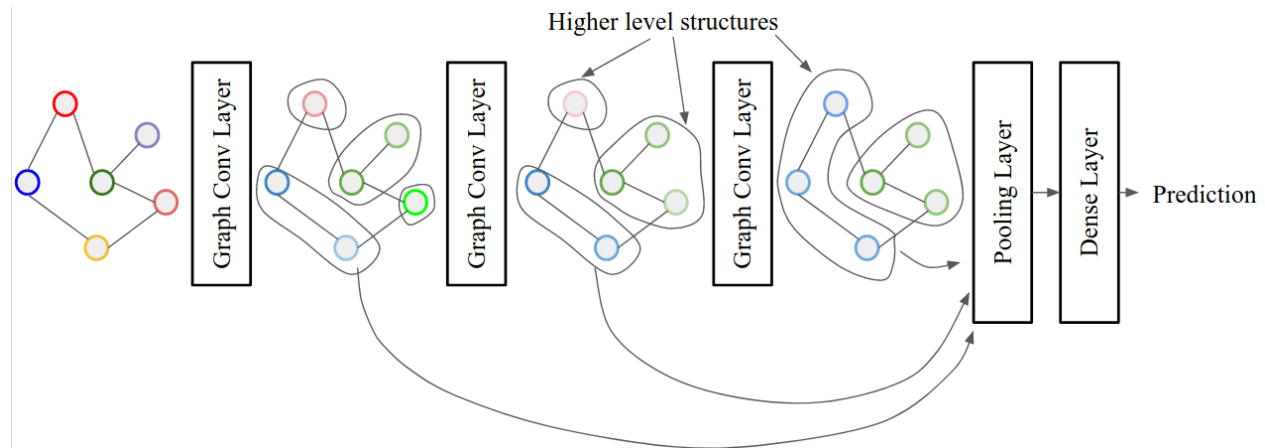 Higher level structures
Graph Conv Layer
Graph Conv Layer
Graph Conv Layer
Pooling Layer
Dense Layer
Prediction